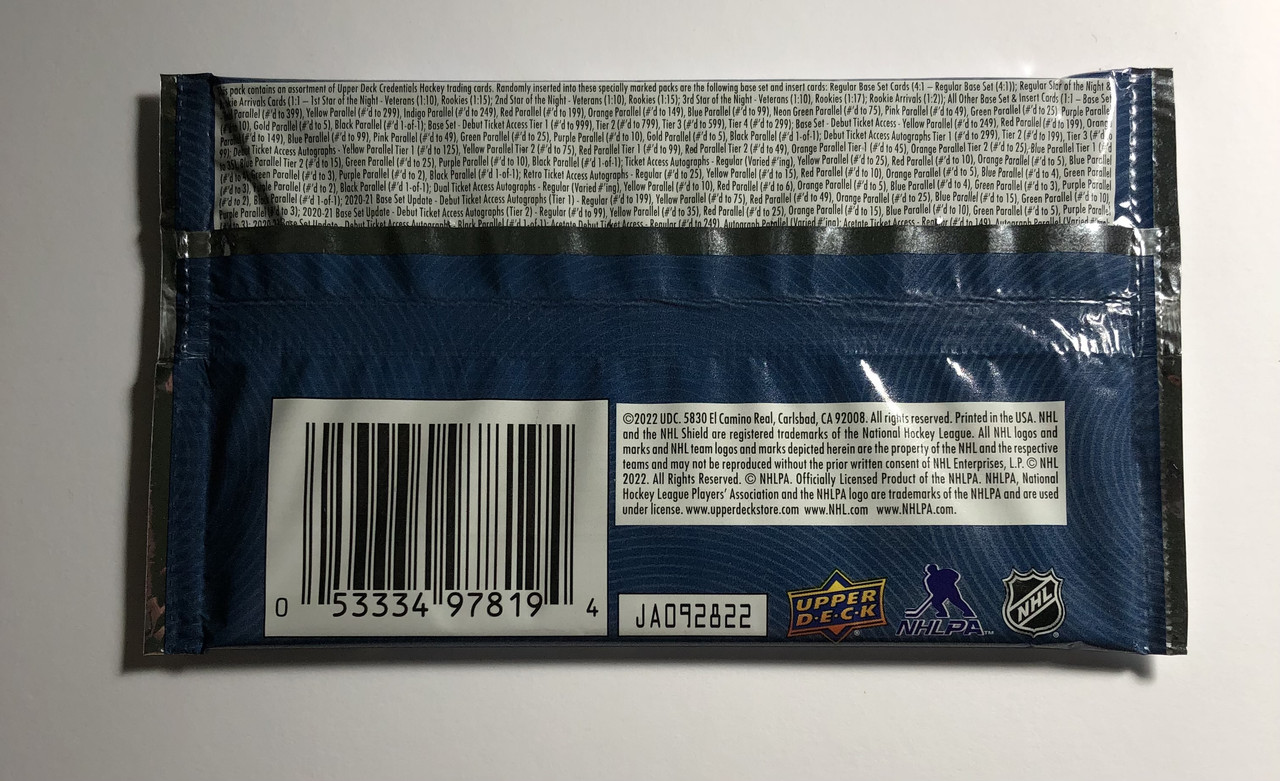 is pack contains an assortment of Upper Deck Credentials Hockey trading cards. Randomly inserted into these specially marked packs are the following base set and insert cards: Regular Base Set Cards (4:1 – Regular Base Set (4:1)); Regular Star of the Night &
kie Arrivals Cards (1:1 – 1st Star of the Night - Veterans (1:10), Rookies (1:15); 2nd Star of the Night - Veterans (1:10), Rookies (1:15); 3rd Star of the Night - Veterans (1:10), Rookies (1:17); Rookie Arrivals (1:2)); All Other Base Set & Insert Cards (1:1 – Base Set
Parallel (#'d to 399), Yellow Parallel (#'d to 299), Indigo Parallel (#'d to 249), Red Parallel (#'d to 199), Orange Parallel (#'d to 149), Blue Parallel (#'d to 99), Neon Green Parallel (#'d to 75), Pink Parallel (#'d to 49), Green Parallel (#'d to 25), Purple Parallel
10), Gold Parallel (#'d to 5), Black Parallel (# 1-of-1); Base Set - Debut Ticket Access Tier 1 (#'d to 999), Tier 2 (#'d to 799), Tier 3 (#'d to 599), Tier 4 (#'d to 299);
to 149), Blue Parallel (#'d to 99), Pink Parallel (#'d to 49), Green Parallel (#'d to 25), Purple Parallel (#'d to 10), Gold Parallel (#'d to 5), Black Parallel (# 1-of-1); Debut Ticket Access Autographs Tier 1 (#'d to 299), Tier 2 (#'d to 199), Tier 3 (#'d to
Debut Ticket Access Autographs - Yellow Parallel Tier 1 (#'d to 125), Yellow Parallel Tier 2 (#'d to 75), Red Parallel Tier 1 (#'d to 99), Red Parallel Tier 2 (#'d to 49), Orange Parallel Tier 1 (#'d to 45), Orange Parallel Tier 2 (#'d to 25), Blue Parallel Tier 1
Blue Parallel Tier 2 (#'d to 15), Green Parallel (#'d to 25), Purple Parallel (#'d to 10), Black Parallel (#'d 1-of-1); Ticket Access Autographs - Regular (Varied #'ing), Yellow Parallel (#'d to 25), Red Parallel (#'d to 10), Orange Parallel (#'d to 5), Blue Parallel
Green Parallel (#'d to 3), Purple Parallel (#'d to 2), Black Parallel (#'d 1-of-1); Retro Ticket Access Autographs - Regular (#'d to 25), Yellow Parallel (#'d to 15), Red Parallel (#'d to 10), Orange Parallel (#'d to 5), Blue Parallel (#'d to 4), Green Parallel
Purple Parallel (#'d to 2), Black Parallel (#'d 1-of-1); Dual Ticket Access Autographs - Regular (Varied #'ing), Yellow Parallel (#'d to 10), Red Parallel (#'d to 6), Orange Parallel (#'d to 5), Blue Parallel (#'d to 4), Green Parallel (#'d to 3), Purple Parallel
(#'d to 2), Black Parallel (#'d 1-of-1); 2020-21 Base Set Update - Debut Ticket Access Autographs (Tier 1) - Regular (#'d to 199), Yellow Parallel (#'d to 75), Red Parallel (#'d to 49), Orange Parallel (#'d to 25), Blue Parallel (#'d to 15), Green Parallel (#'d to 10),
Purple Parallel (#'d to 3); 2020-21 Base Set Update - Debut Ticket Access Autographs (Tier 2) - Regular (#'d to 99), Yellow Parallel (#'d to 35), Red Parallel (#'d to 25), Orange Parallel (#'d to 15), Blue Parallel (#'d to 10), Green Parallel (#'d to 5), Purple Parallel
©2022 UDC. 5830 El Camino Real, Carlsbad, CA 92008. All rights reserved. Printed in the USA. NHL
and the NHL Shield are registered trademarks of the National Hockey League. All NHL logos and
marks and NHL team logos and marks depicted herein are the property of the NHL and the respective
teams and may not be reproduced without the prior written consent of NHL Enterprises, L.P. © NHL
2022. All Rights Reserved. © NHLPA. Officially Licensed Product of the NHLPA. NHLPA, National
Hockey League Players' Association and the NHLPA logo are trademarks of the NHLPA and are used
under license. www.upperdeckstore.com www.NHL.com www.NHLPA.com.
0 53334 97819 4
JA092822
UPPER
D·E·C·K
®
NHLPA™
NHL
®